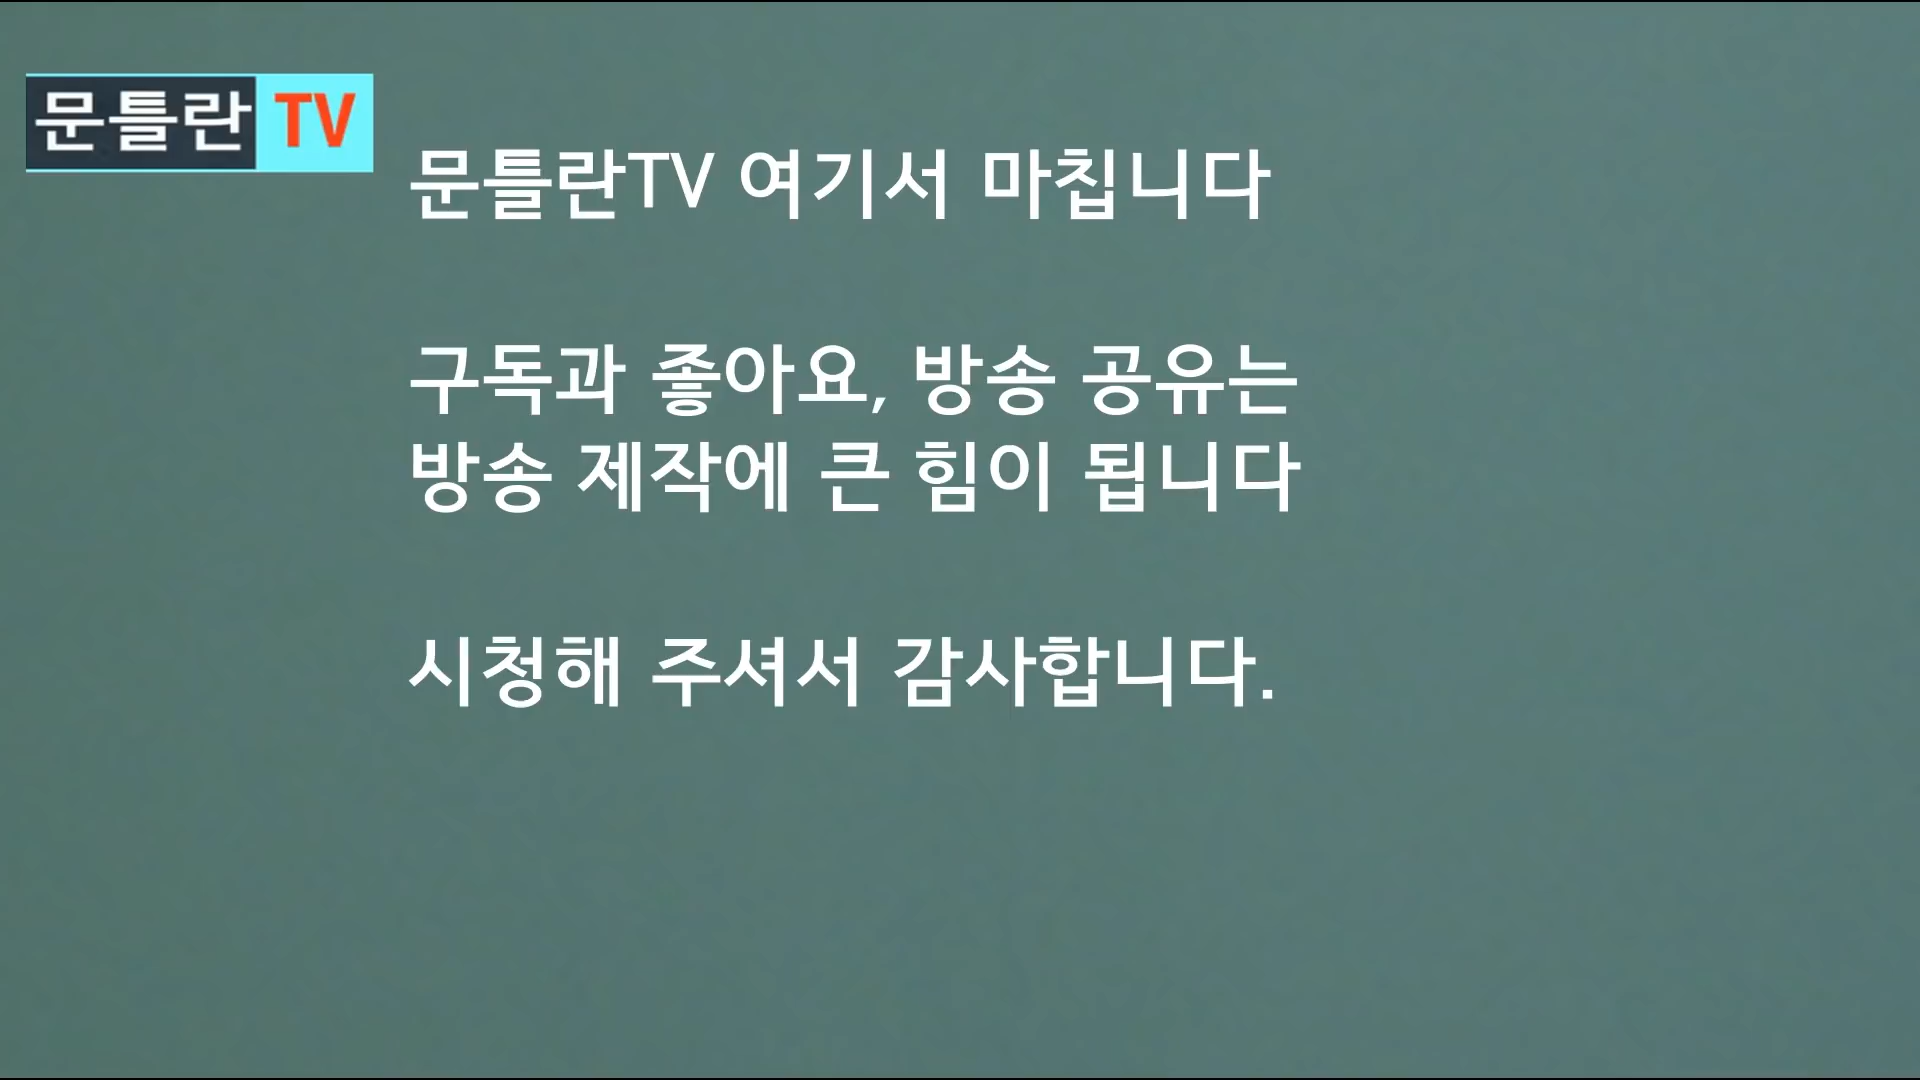 문틀란 TV
문틀란TV 여기서 마칩니다
구독과 좋아요, 방송 공유는
방송 제작에 큰 힘이 됩니다
시청해 주셔서 감사합니다.